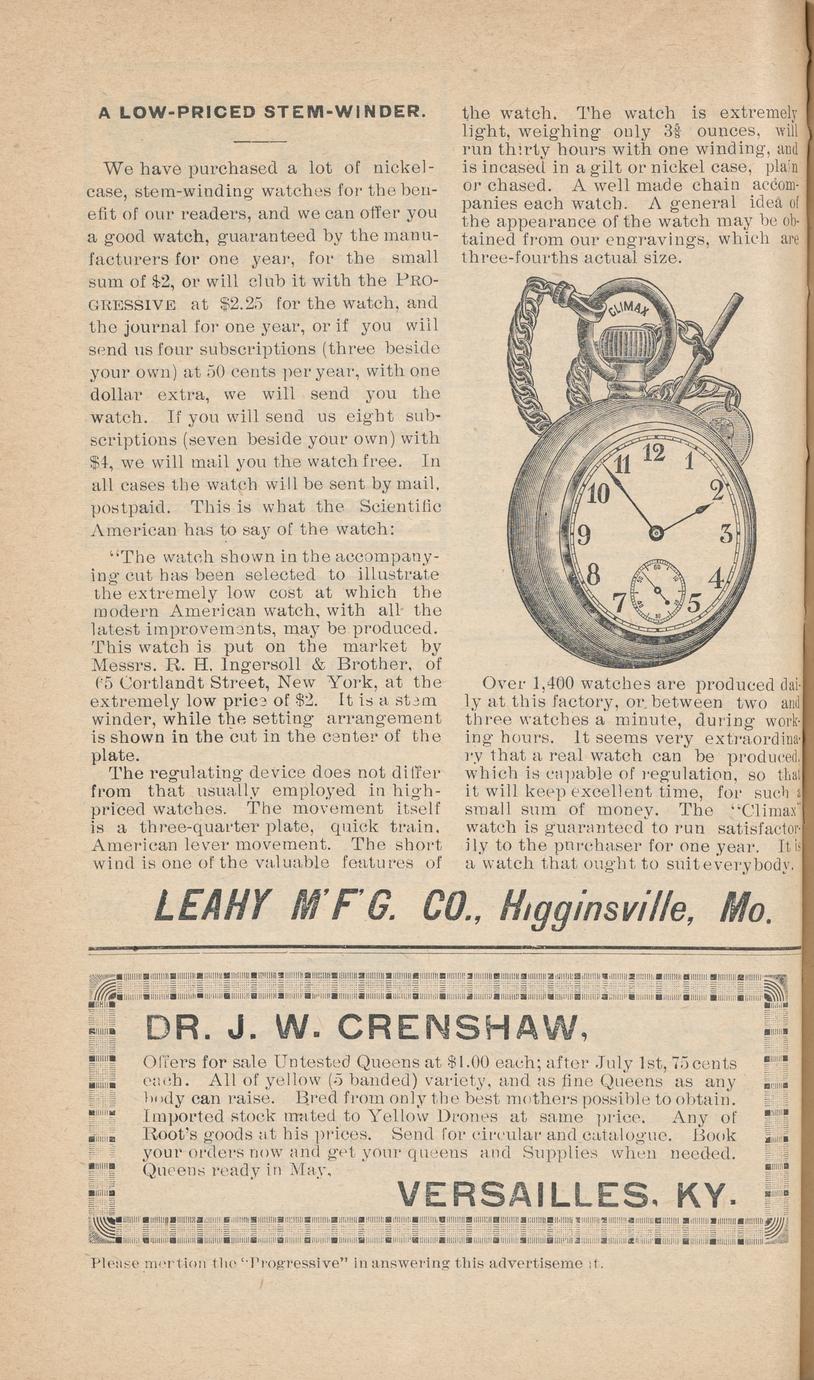 A LOW-PRICED STEM-WINDER.
We have purchased a lot of nickel-
case, stem-winding watches for the ben-
efit of our readers, and we can offer you
a good watch, guaranteed by the manu-
facturers for one year, for the small
sum of $2, or will club it with the PRO-
GRESSIVE at $2.25 for the watch, and
the journal for one year, or if you will
send us four subscriptions (three beside
your own) at 50 cents per year, with one
dollar extra, we will send you the
watch. If you will send us eight sub-
scriptions (seven beside your own) with
$4, we will mail you the watch free. In
all cases the watch will be sent by mail,
postpaid. This is what the Scientific
American has to say of the watch:
"The watch shown in the accompany-
ing cut has been selected to illustrate
the extremely low cost at which the
modern American watch, with all the
latest improvements, may be produced.
This watch is put on the market by
Messrs. R. H. Ingersoll & Brother, of
65 Cortlandt Street, New York, at the
extremely low price of $2. It is a stem
winder, while the setting arrangement
is shown in the cut in the center of the
plate.
The regulating device does not differ
from that usually employed in high-
priced watches. The movement itself
is a three-quarter plate, quick train,
American lever movement. The short
wind is one of the valuable features of
the watch. The watch is extremely
light, weighing only 3⅝ ounces, will
run thirty hours with one winding, and
is incased in a gilt or nickel case, plain
or chased. A well made chain accom-
panies each watch. A general idea of
the appearance of the watch may be ob-
tained from our engravings, which are
three-fourths actual size.
CLIMAX
12
1
2
3
4
5
7
8
9
10
11
60
Over 1,400 watches are produced dai-
ly at this factory, or between two and
three watches a minute, during work-
ing hours. It seems very extraordina-
ry that a real watch can be produced,
which is capable of regulation, so that
it will keep excellent time, for such a
small sum of money. The "Climax"
watch is guaranteed to run satisfactor-
ily to the purchaser for one year. It is
a watch that ought to suit everybody.
LEAHY M'F'G. CO., Higginsville, Mo.
DR. J. W. CRENSHAW,
Offers for sale Untested Queens at $1.00 each; after July 1st, 75 cents
each. All of yellow (5 banded) variety, and as fine Queens as any
body can raise. Bred from only the best mothers possible to obtain.
Imported stock mated to Yellow Drones at same price. Any of
Root's goods at his prices. Send for circular and catalogue. Book
your orders now and get your queens and Supplies when needed.
Queens ready in May,
VERSAILLES, KY.
Please mention the "Progressive" in answering this advertisement.